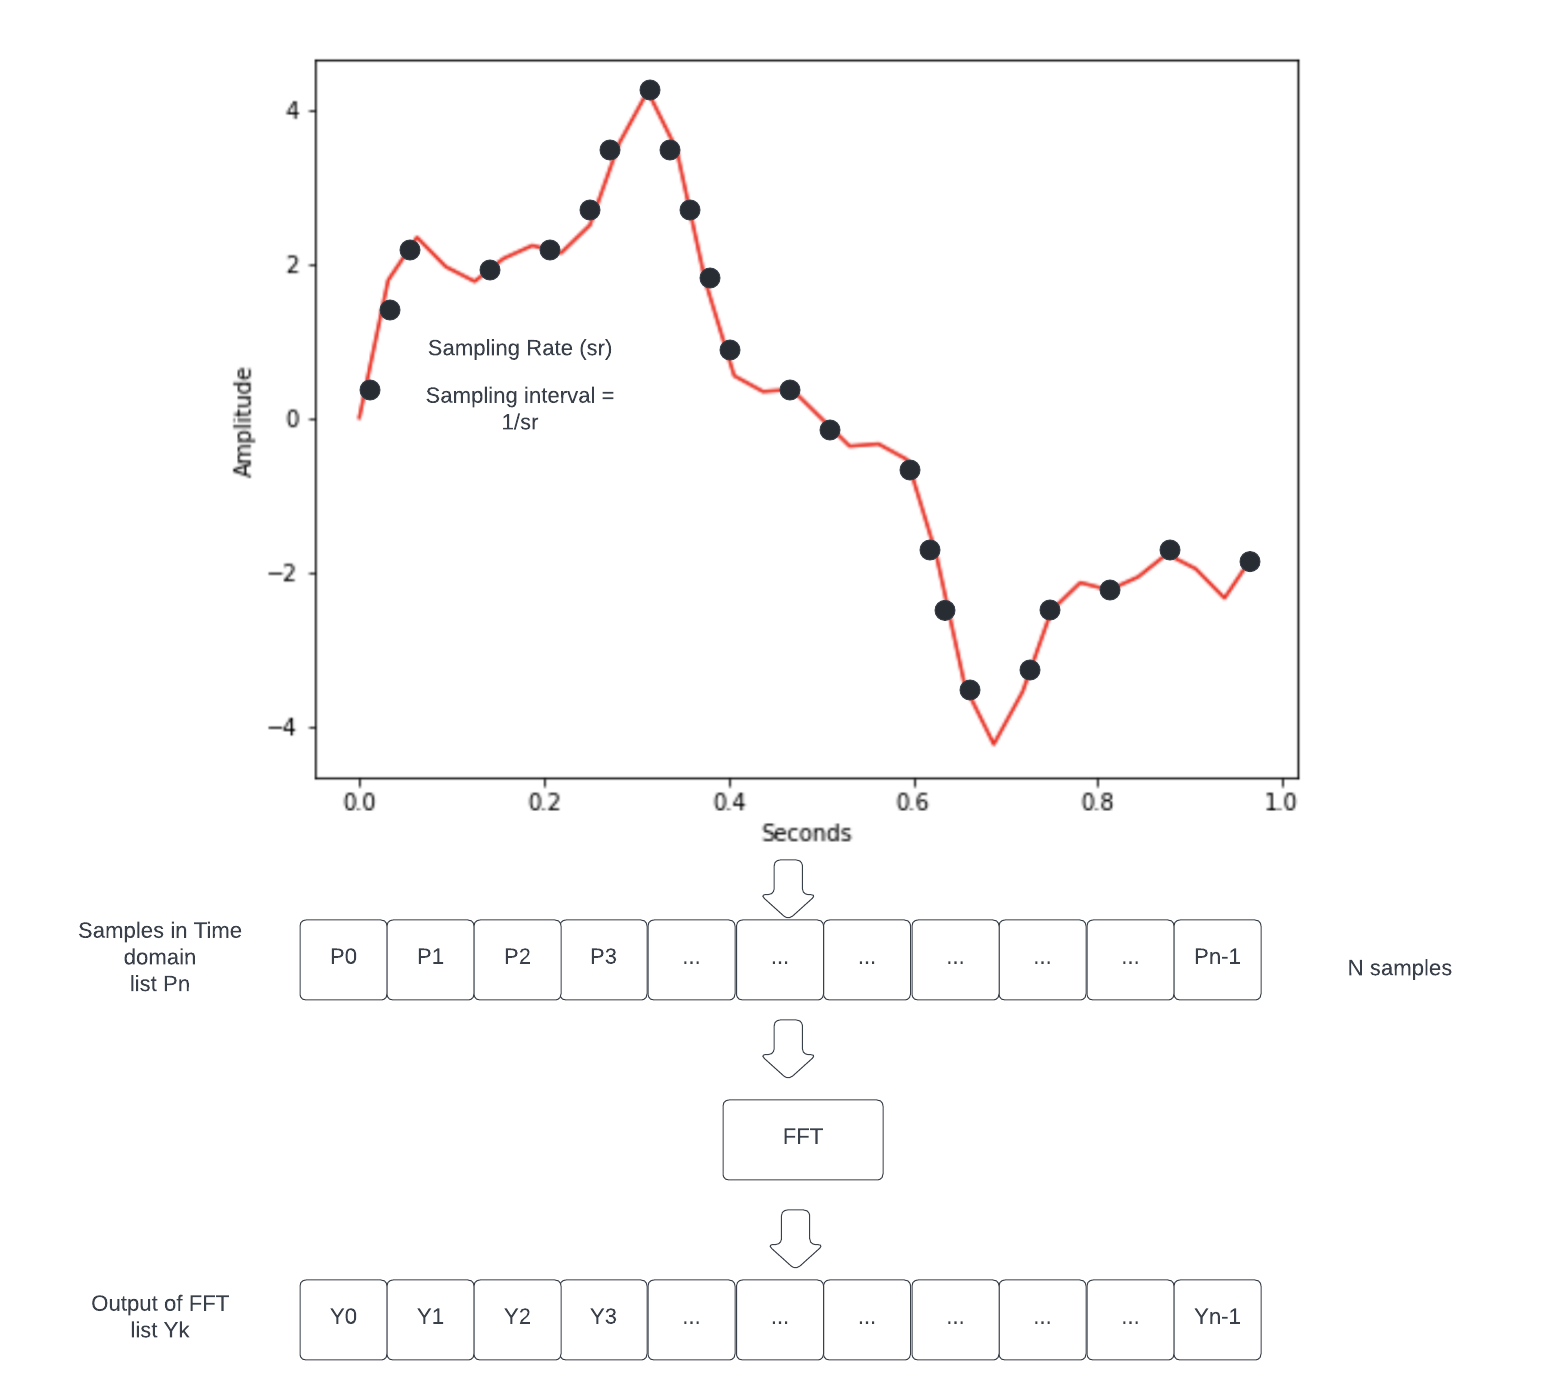 4
2
0
−2
−4
Amplitude
Sampling Rate (sr)
Sampling interval =
1/sr
0.0 0.2 0.4 0.6 0.8 1.0
Seconds
Samples in Time
domain
list Pn
P0 P1 P2 P3 ... ... ... ... ... ... Pn-1
N samples
FFT
Output of FFT
list Yk
Y0 Y1 Y2 Y3 ... ... ... ... ... ... Yn-1